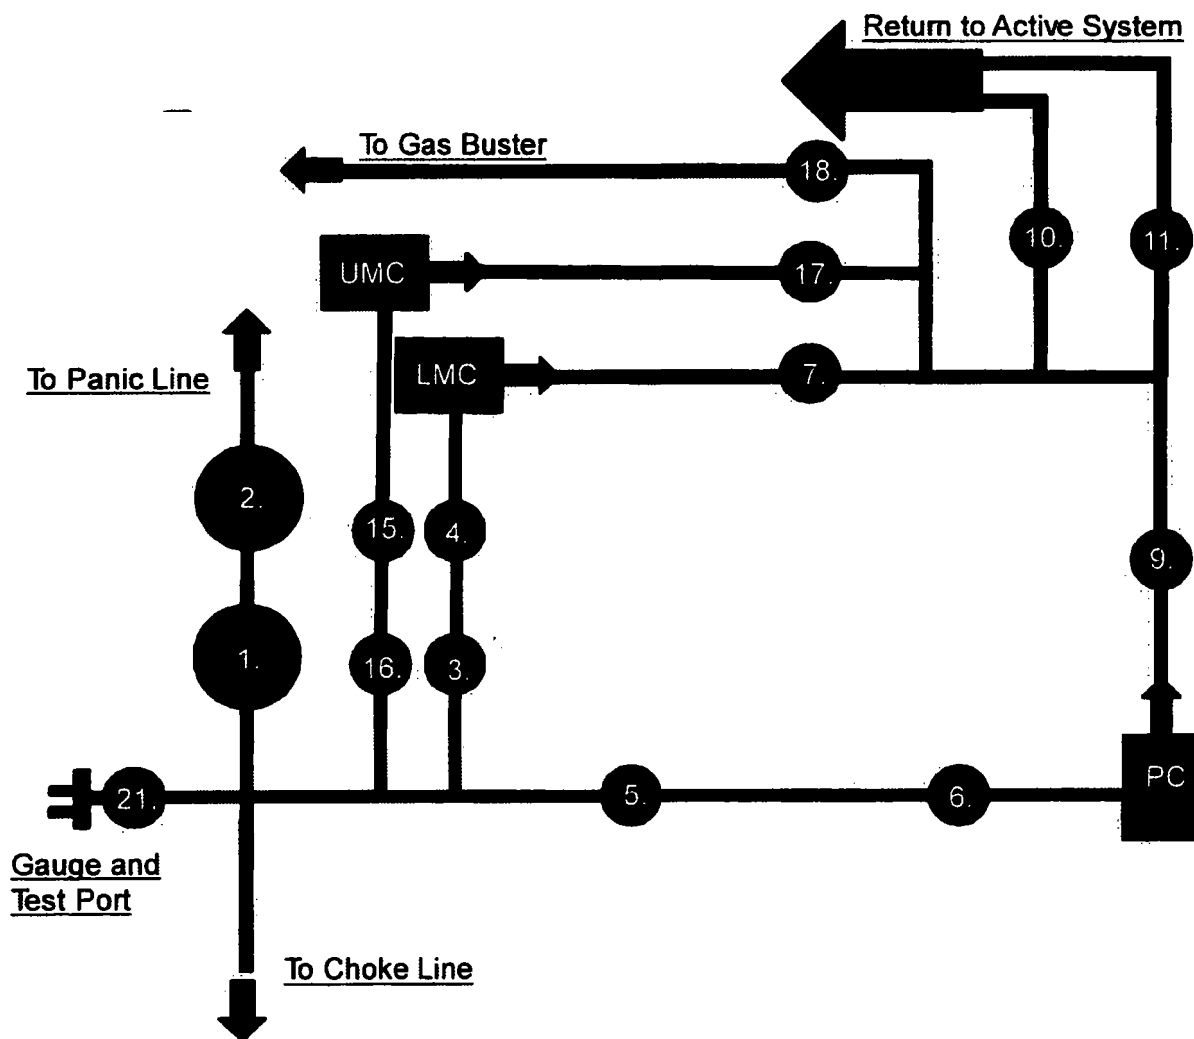 Return to Active System
To Gas Buster
18.
UMC
17.
10.
11.
To Panic Line
LMC
7.
2.
15.
4.
9.
1.
16.
3.
21.
5.
6.
PC
Gauge and
Test Port
To Choke Line